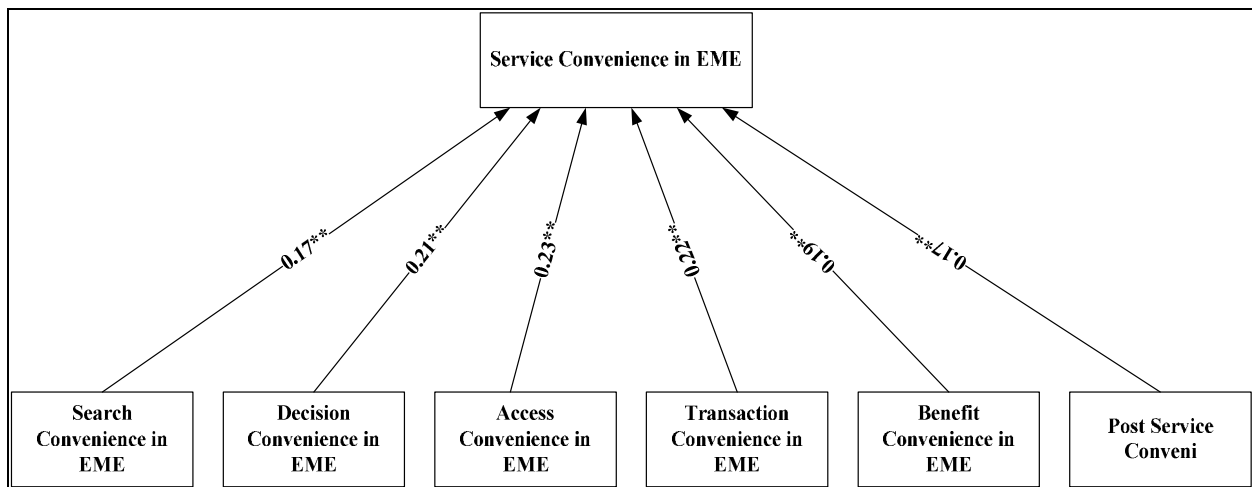 Service Convenience in EME
0.17**
0.21**
0.23**
0.22**
0.19**
0.17**
Search
Convenience in
EME
Decision
Convenience in
EME
Access
Convenience in
EME
Transaction
Convenience in
EME
Benefit
Convenience in
EME
Post Service
Conveni